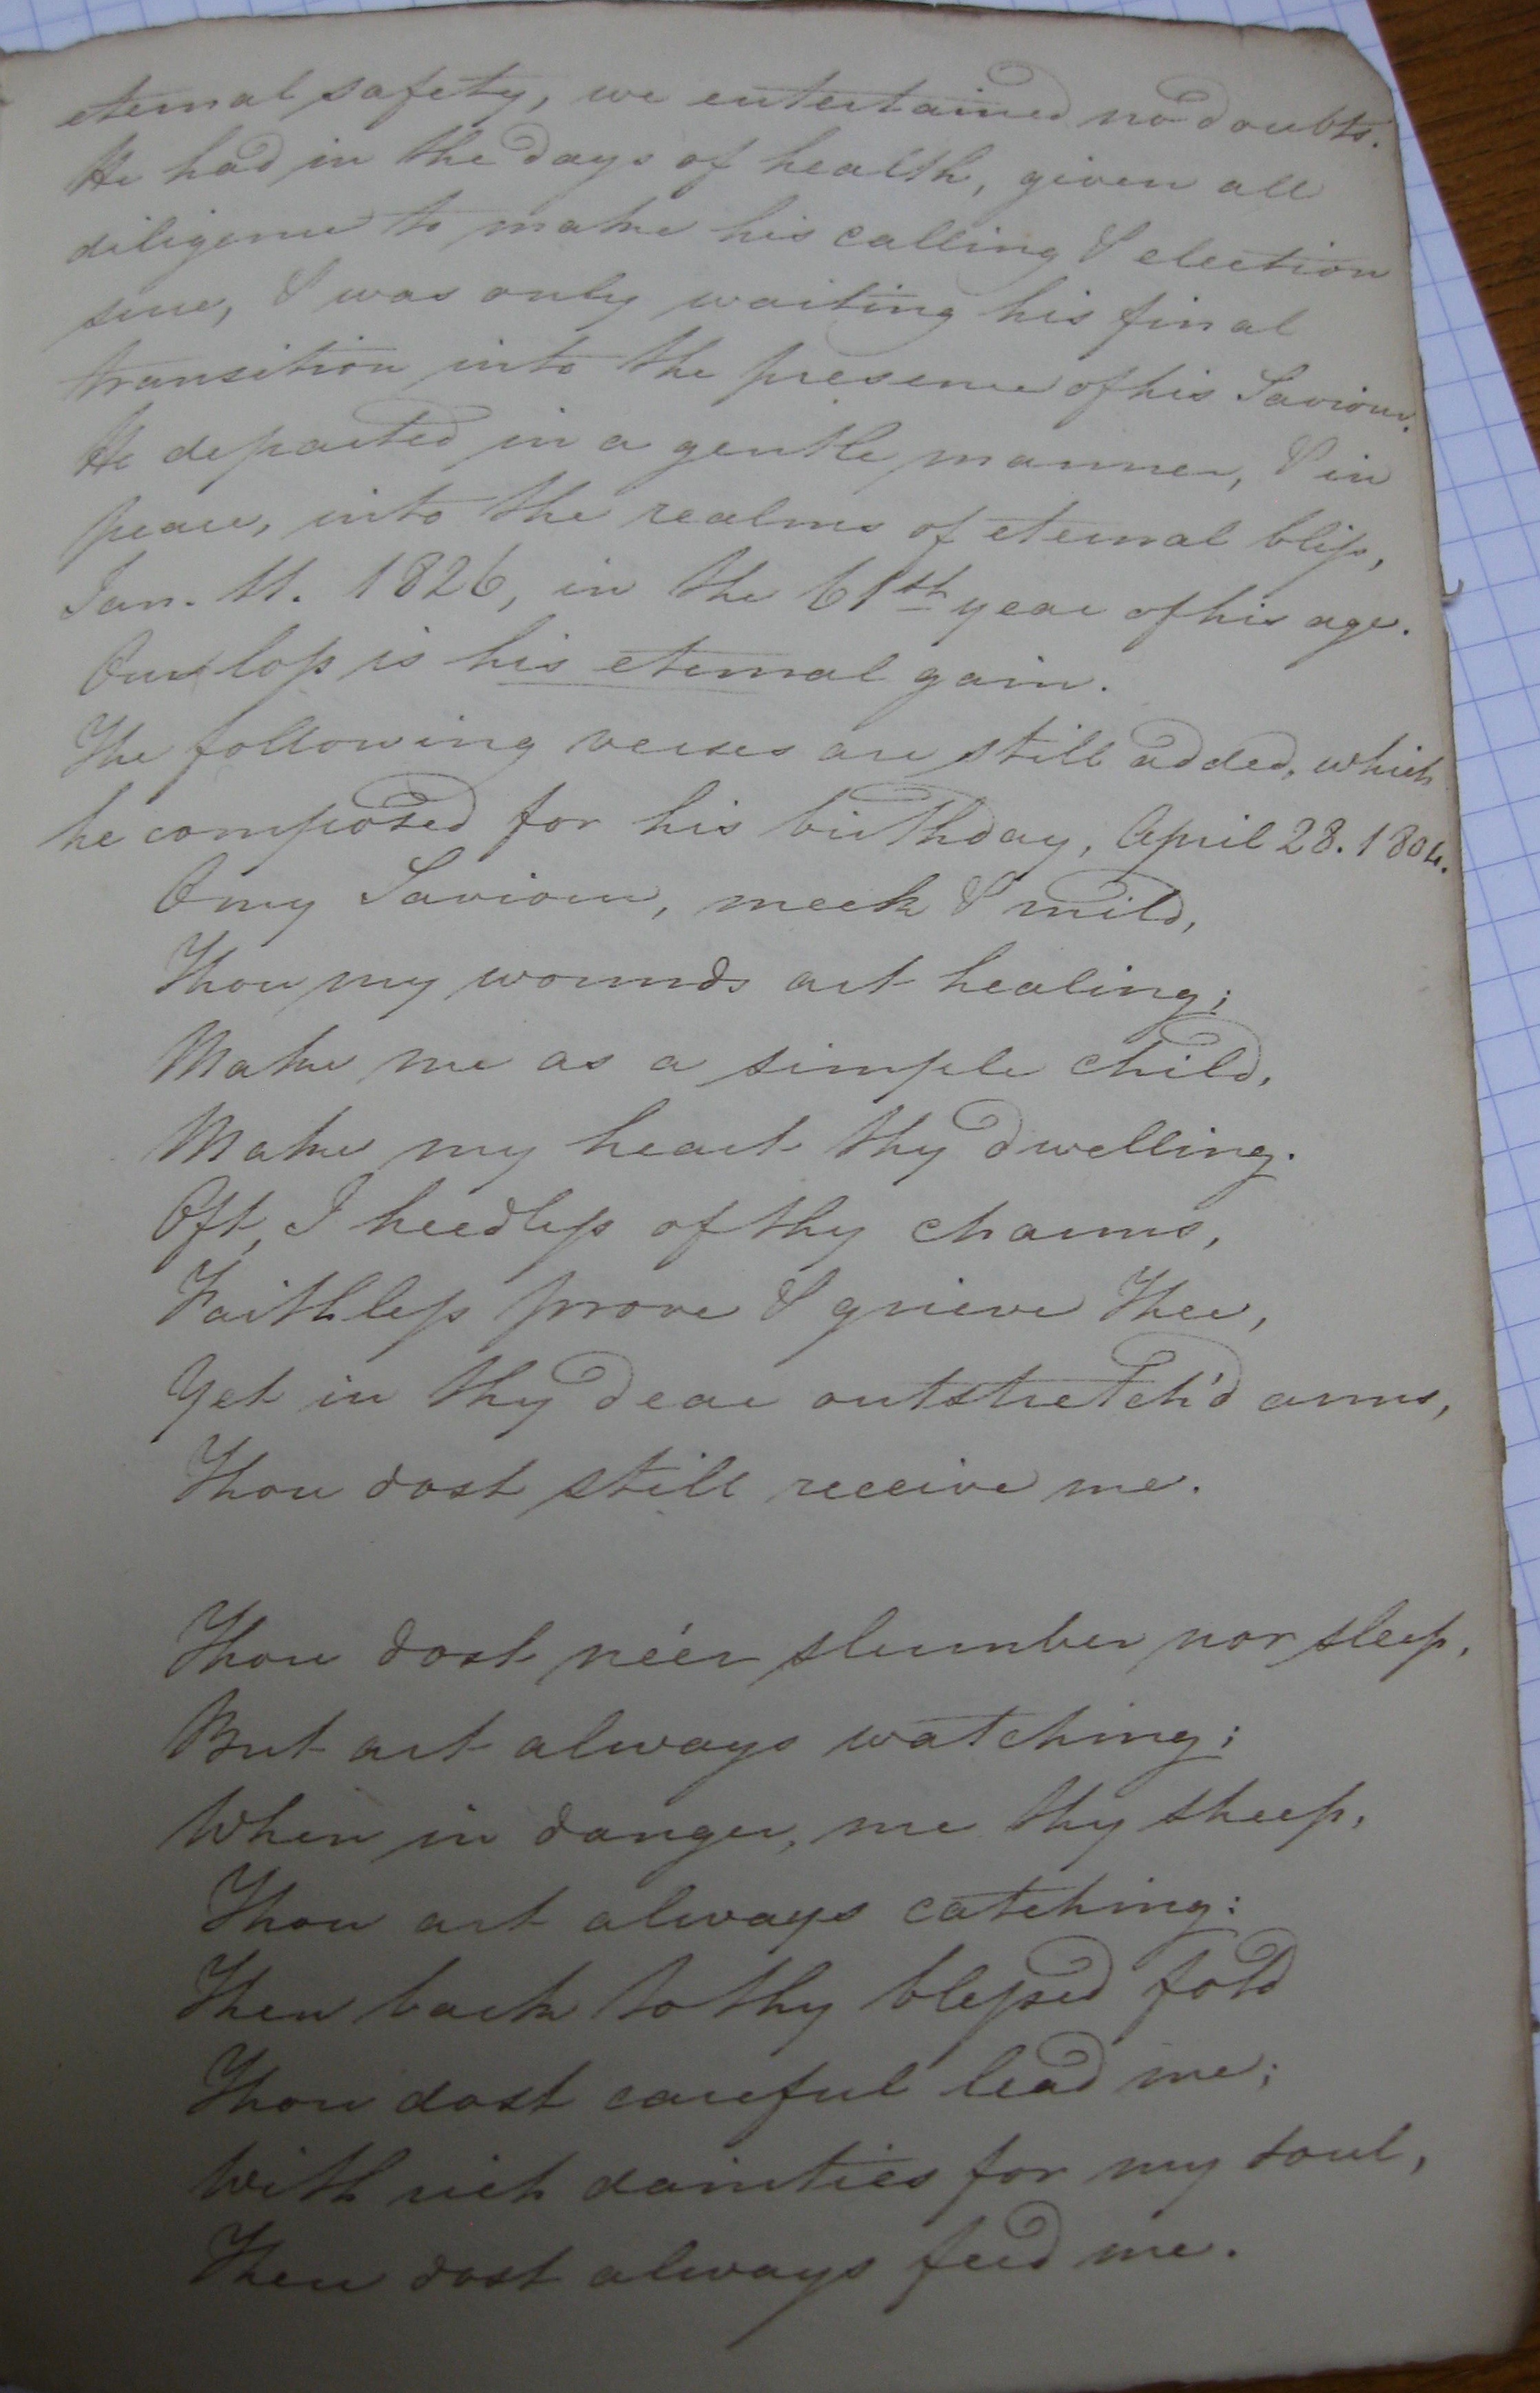 eternal safety, we entertained no doubts.
He had in the days of health, given all
diligence to make his calling & election
sure, & was only waiting his final
transition into the presence of his Saviour.
He departed in a gentle manner, & in
peace, into the realms of eternal bliss,
Jan. 11. 1826, in the 61st year of his age.
Our loss is his eternal gain.
The following verses are still added, which
he composed for his birthday, April 28. 1804.
O my Saviour, meek & mild,
Thou my wounds art healing;
Make me as a simple child,
Make my heart thy dwelling.
Oft, I heedless of thy charms,
Faithless prove & grieve Thee,
Yet in thy dear outstretch'd arms,
Thou dost still receive me.
Thou dost ne'er slumber nor sleep,
But art always watching;
When in danger, me thy sheep,
Thou art always catching:
Then back to thy blessed fold
Thou dost careful lead me;
With rich dainties for my soul,
Thou dost always feed me.